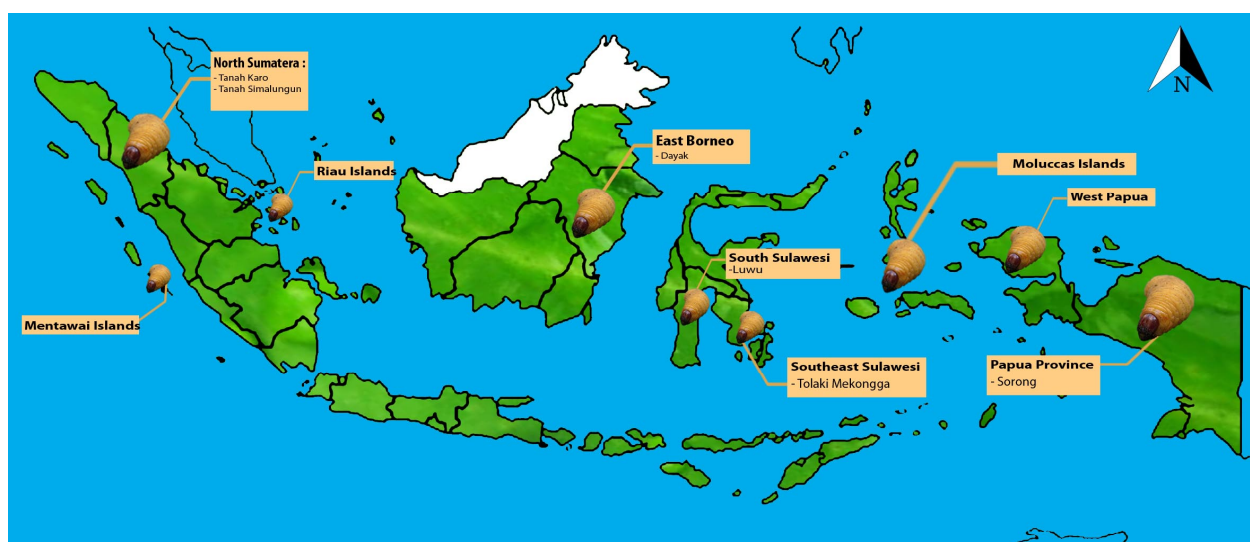 North Sumatera :
- Tanah Karo
- Tanah Simalungun
Riau Islands
Mentawai Islands
East Borneo
- Dayak
South Sulawesi
-Luwu
Southeast Sulawesi
- Tolaki Mekongga
Moluccas Islands
West Papua
Papua Province
- Sorong
N